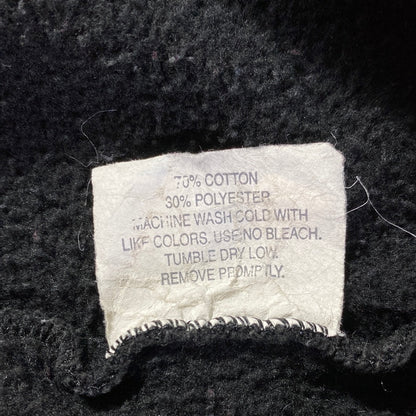 70% COTTON
30% POLYESTER
MACHINE WASH COLD WITH
LIKE COLORS. USE NO BLEACH.
TUMBLE DRY LOW.
REMOVE PROMPTLY.